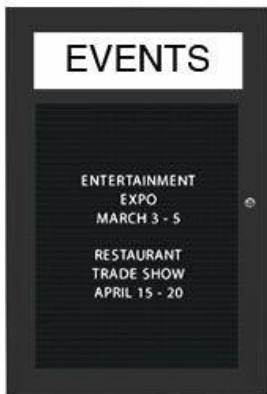 EVENTS
ENTERTAINMENT
EXPO
MARCH 3 - 5
RESTAURANT
TRADE SHOW
APRIL 15 - 20